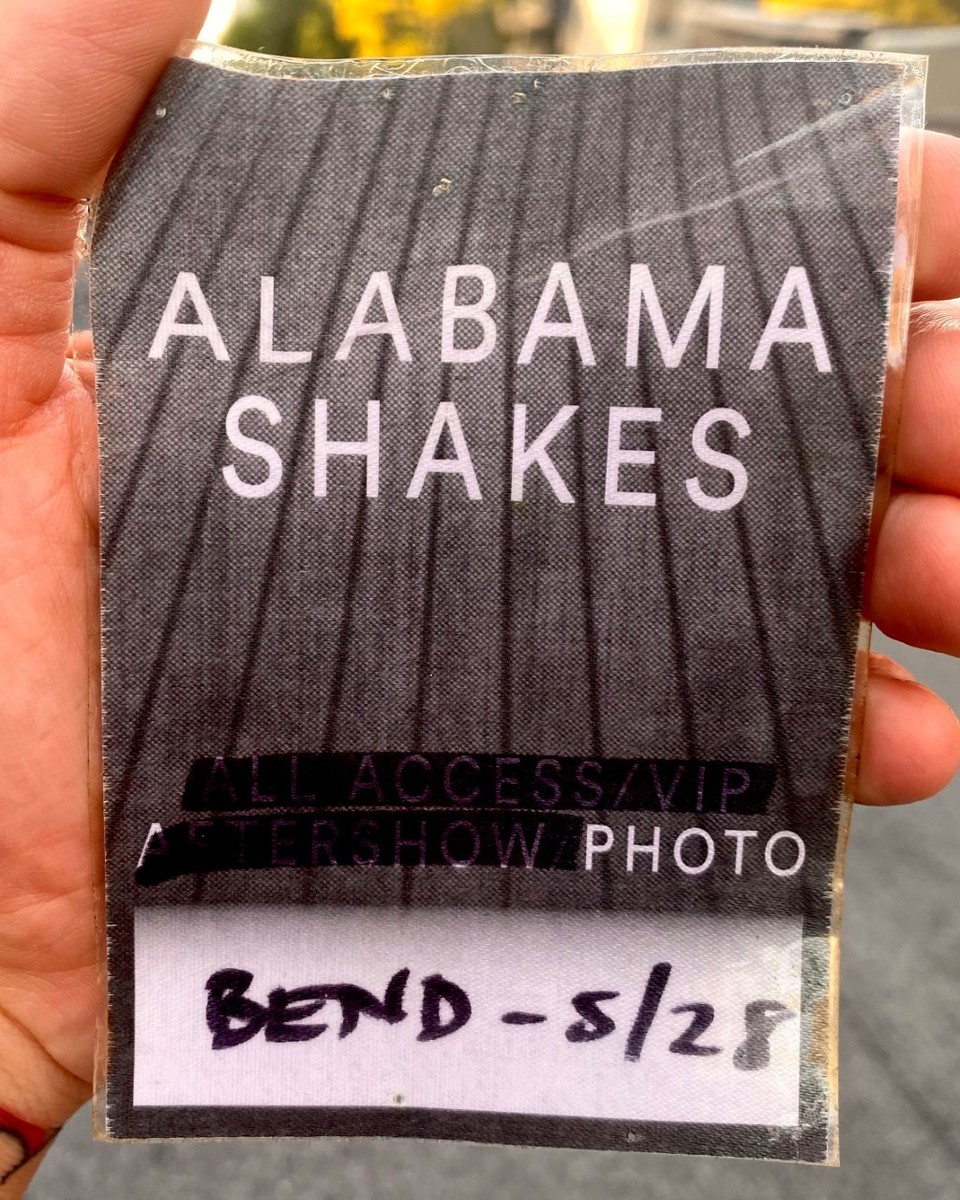 ALABAMA
SHAKES
ALL ACCESS/VIP
AFTERSHOW/PHOTO
BEND - 5/28